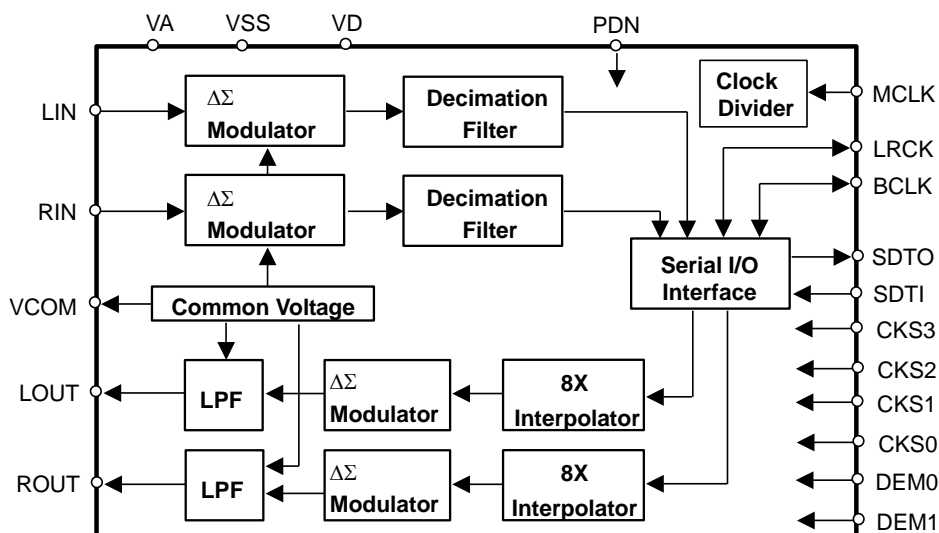 VA
VSS
VD
PDN
LIN
ΔΣ
Modulator
Decimation
Filter
Clock
Divider
MCLK
LRCK
BCLK
RIN
ΔΣ
Modulator
Decimation
Filter
Serial I/O
Interface
SDTO
SDTI
VCOM
Common Voltage
CKS3
CKS2
CKS1
CKS0
DEM0
DEM1
LOUT
LPF
ΔΣ
Modulator
8X
Interpolator
ROUT
LPF
ΔΣ
Modulator
8X
Interpolator